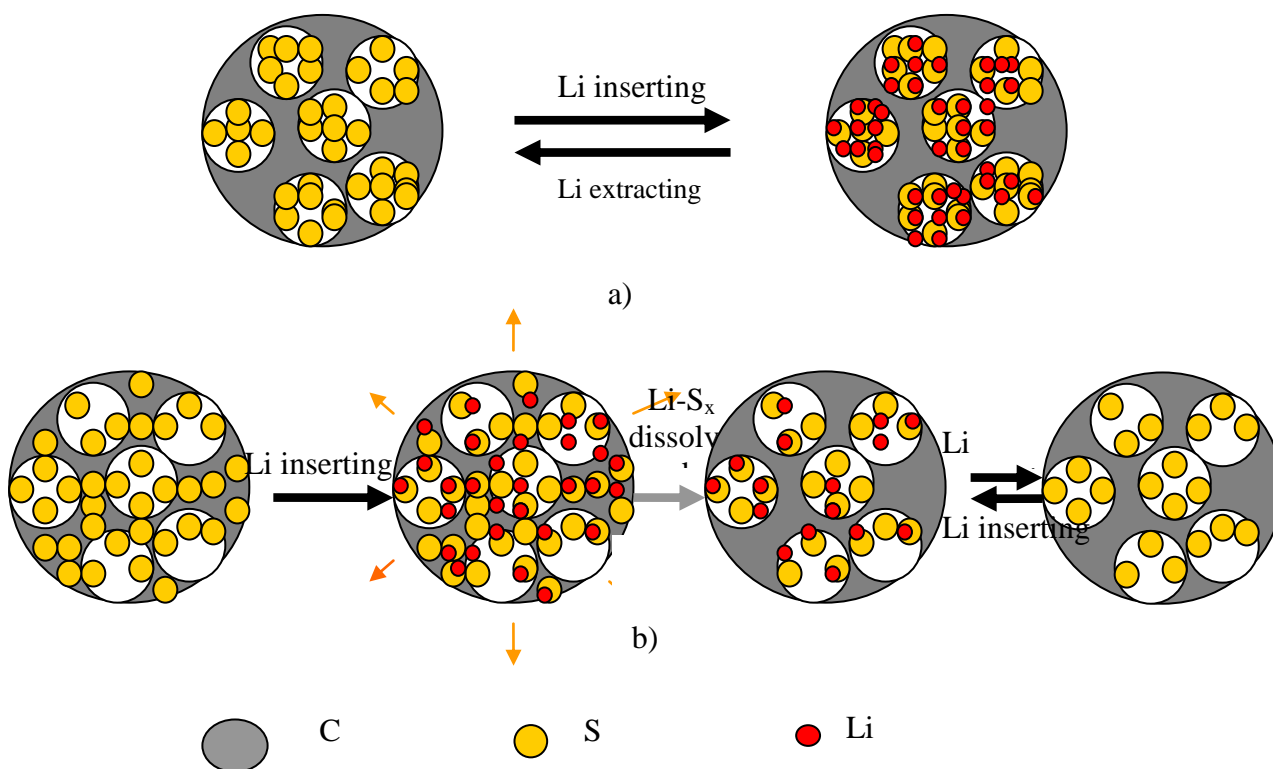 Li inserting
Li extracting
a)
Li inserting
Li-Sₓ
dissolv
Li
Li inserting
b)
C
S
Li